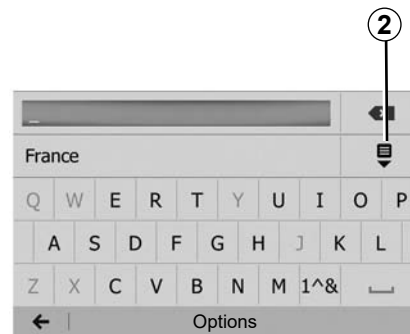 2
_
France
Q W E R T Y U I O P
A S D F G H J K L
Z X C V B N M 1^&
Options